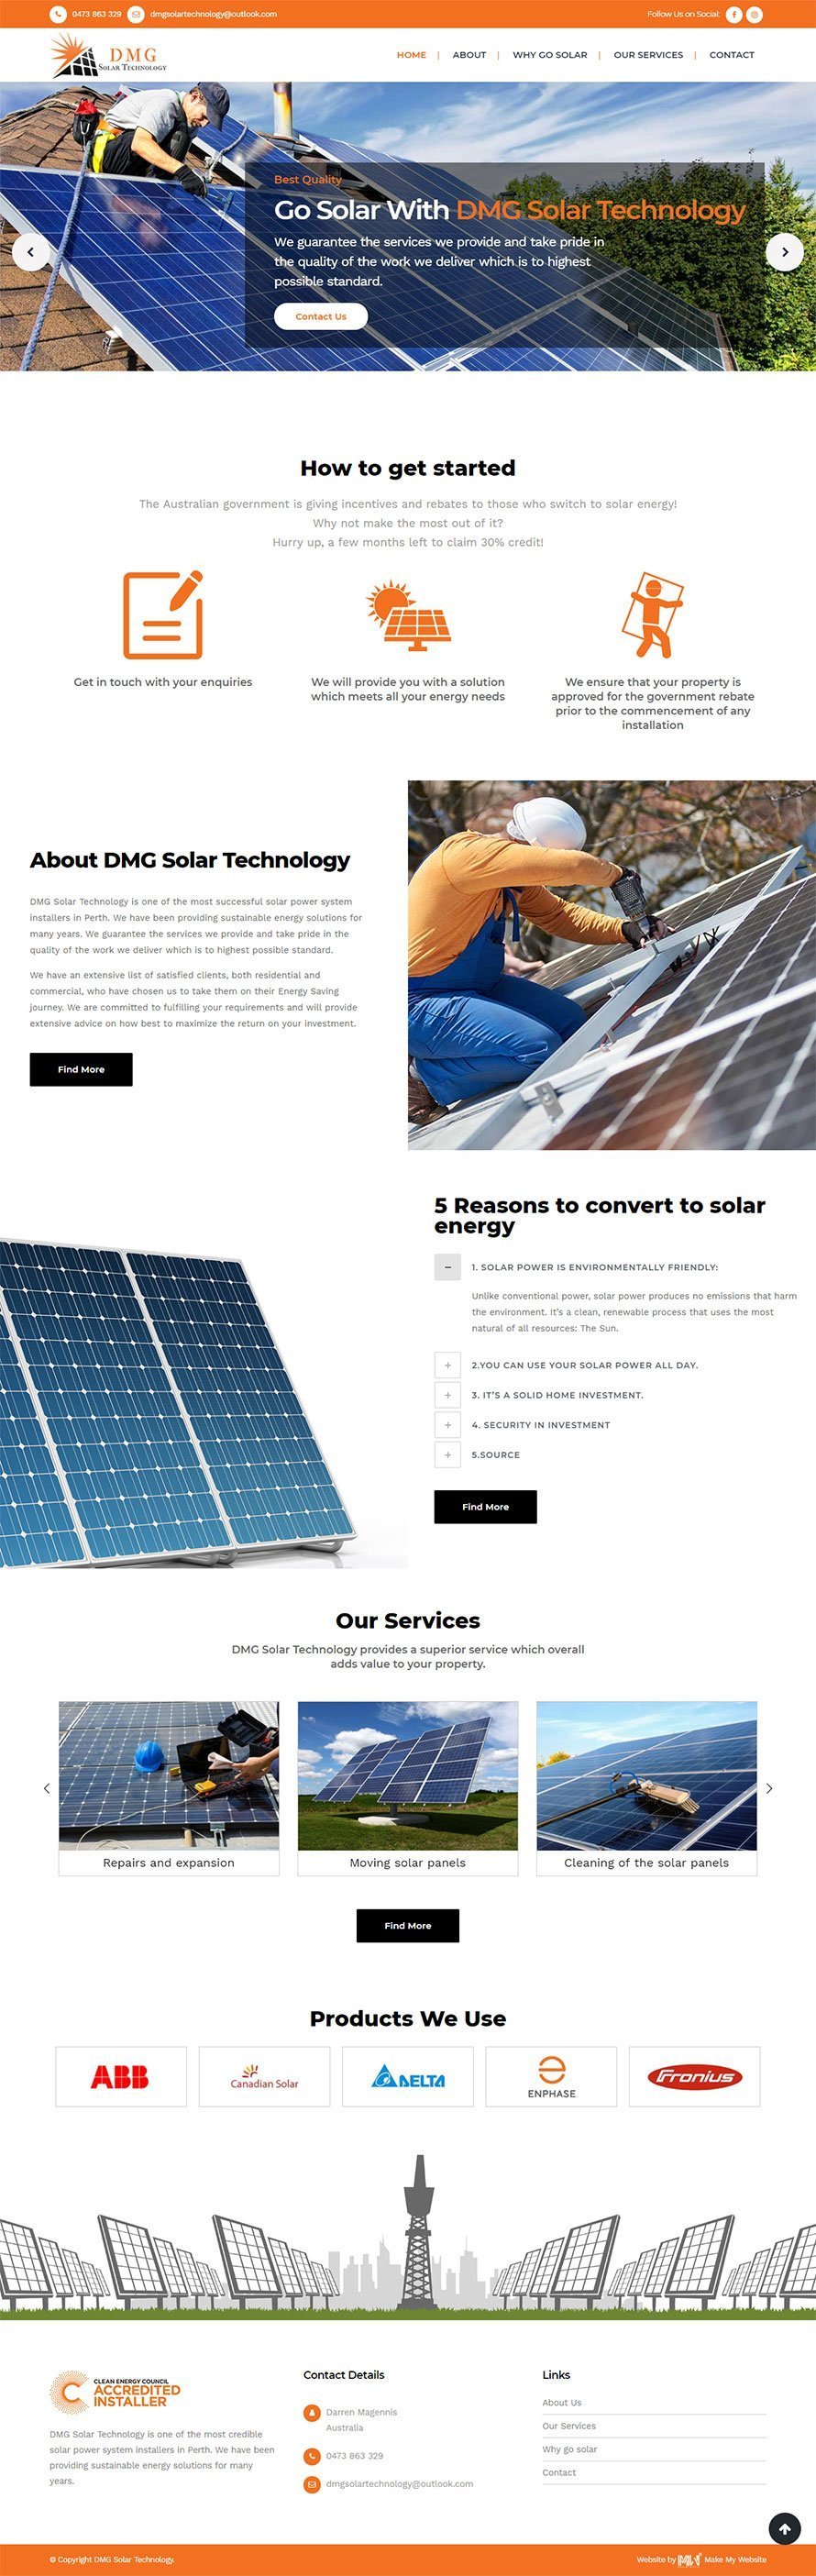 0473 863 329 dmgsolartechnology@outlook.com Follow Us on Social:
DMG
SOLAR TECHNOLOGY
HOME | ABOUT | WHY GO SOLAR | OUR SERVICES | CONTACT
Best Quality
Go Solar With DMG Solar Technology
We guarantee the services we provide and take pride in
the quality of the work we deliver which is to highest
possible standard.
Contact Us
How to get started
The Australian government is giving incentives and rebates to those who switch to solar energy!
Why not make the most out of it?
Hurry up, a few months left to claim 30% credit!
Get in touch with your enquiries
We will provide you with a solution
which meets all your energy needs
We ensure that your property is
approved for the government rebate
prior to the commencement of any
installation
About DMG Solar Technology
DMG Solar Technology is one of the most successful solar power system
installers in Perth. We have been providing sustainable energy solutions for
many years. We guarantee the services we provide and take pride in the
quality of the work we deliver which is to highest possible standard.
We have an extensive list of satisfied clients, both residential and
commercial, who have chosen us to take them on their Energy Saving
journey. We are committed to fulfilling your requirements and will provide
extensive advice on how best to maximize the return on your investment.
Find More
5 Reasons to convert to solar
energy
1. SOLAR POWER IS ENVIRONMENTALLY FRIENDLY:
Unlike conventional power, solar power produces no emissions that harm
the environment. It's a clean, renewable process that uses the most
natural of all resources: The Sun.
2.YOU CAN USE YOUR SOLAR POWER ALL DAY.
3. IT'S A SOLID HOME INVESTMENT.
4. SECURITY IN INVESTMENT
5.SOURCE
Find More
Our Services
DMG Solar Technology provides a superior service which overall
adds value to your property.
Repairs and expansion
Moving solar panels
Cleaning of the solar panels
Find More
Products We Use
ABB
Canadian Solar
DELTA
ENPHASE
Fronius
CLEAN ENERGY COUNCIL
ACCREDITED
INSTALLER
DMG Solar Technology is one of the most credible
solar power system installers in Perth. We have been
providing sustainable energy solutions for many
years.
Contact Details
Darren Magennis
Australia
0473 863 329
dmgsolartechnology@outlook.com
Links
About Us
Our Services
Why go solar
Contact
© Copyright DMG Solar Technology.
Website by MMW Make My Website